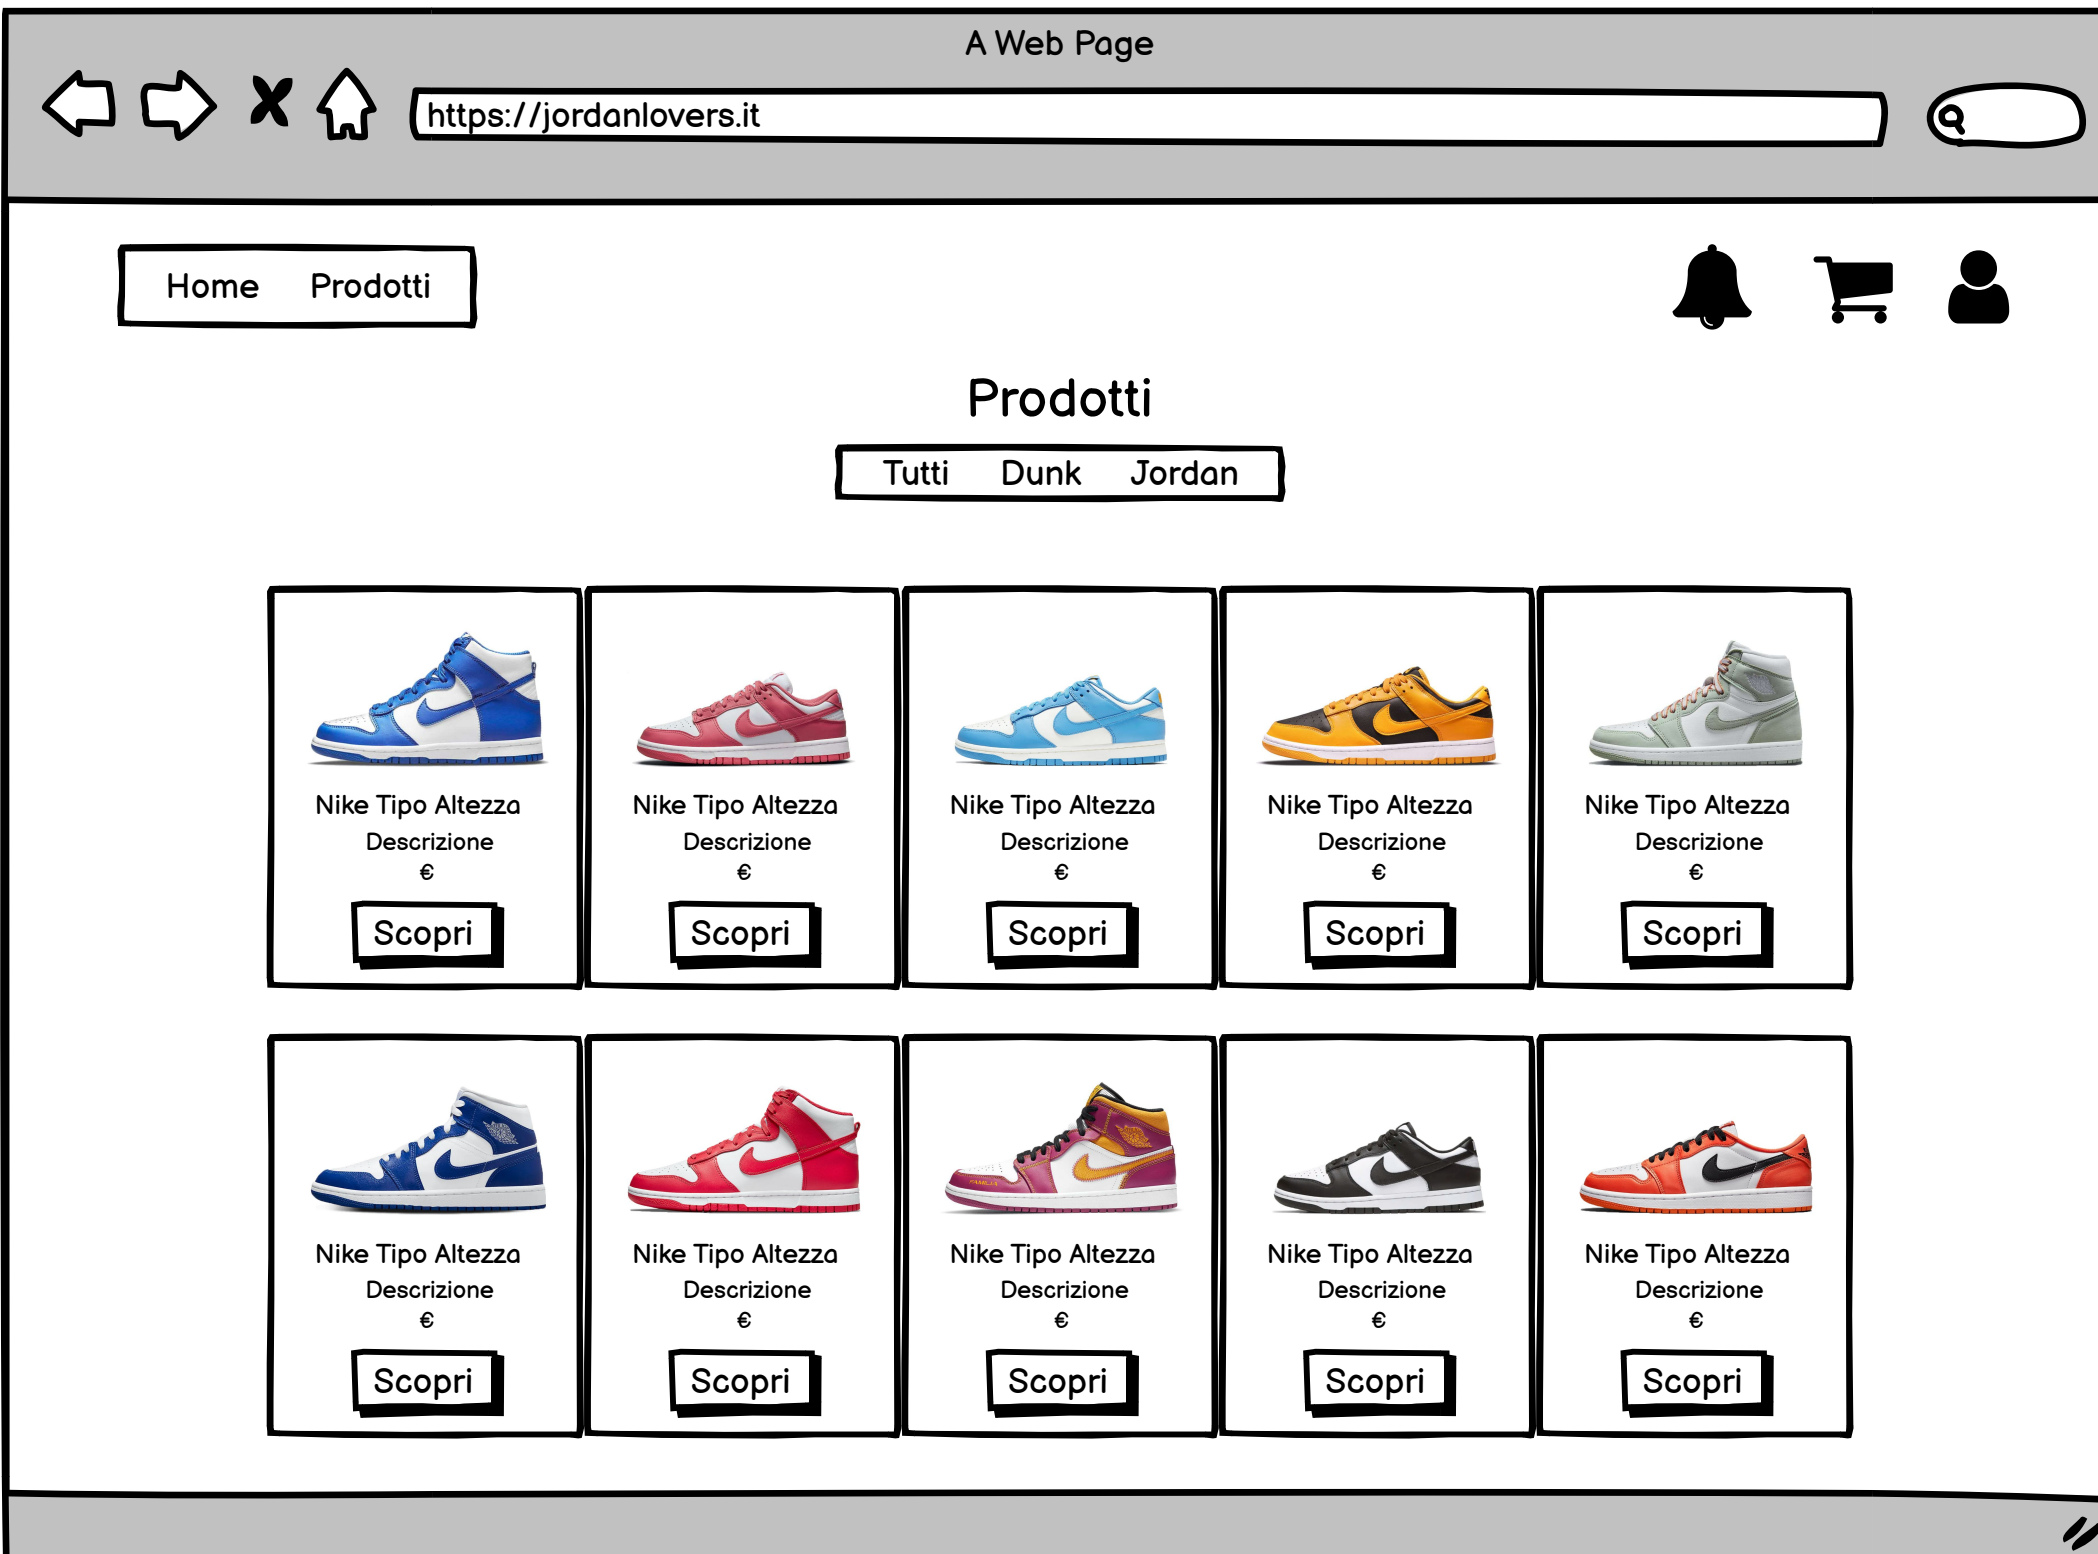 A Web Page
https://jordanlovers.it
Home Prodotti
Prodotti
Tutti Dunk Jordan
Nike Tipo Altezza Nike Tipo Altezza Nike Tipo Altezza Nike Tipo Altezza Nike Tipo Altezza
Descrizione Descrizione Descrizione Descrizione Descrizione
€ € € € €
Scopri Scopri Scopri Scopri Scopri
Nike Tipo Altezza Nike Tipo Altezza Nike Tipo Altezza Nike Tipo Altezza Nike Tipo Altezza
Descrizione Descrizione Descrizione Descrizione Descrizione
€ € € € €
Scopri Scopri Scopri Scopri Scopri